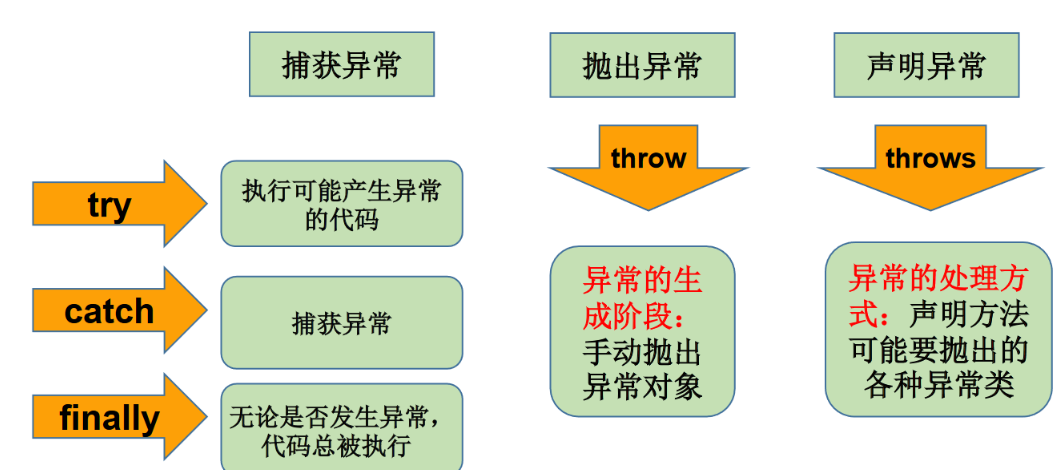 捕获异常
抛出异常
声明异常
try
执行可能产生异常
的代码
catch
捕获异常
finally
无论是否发生异常，
代码总被执行
throw
异常的生
成阶段：
手动抛出
异常对象
throws
异常的处理方
式：声明方法
可能要抛出的
各种异常类